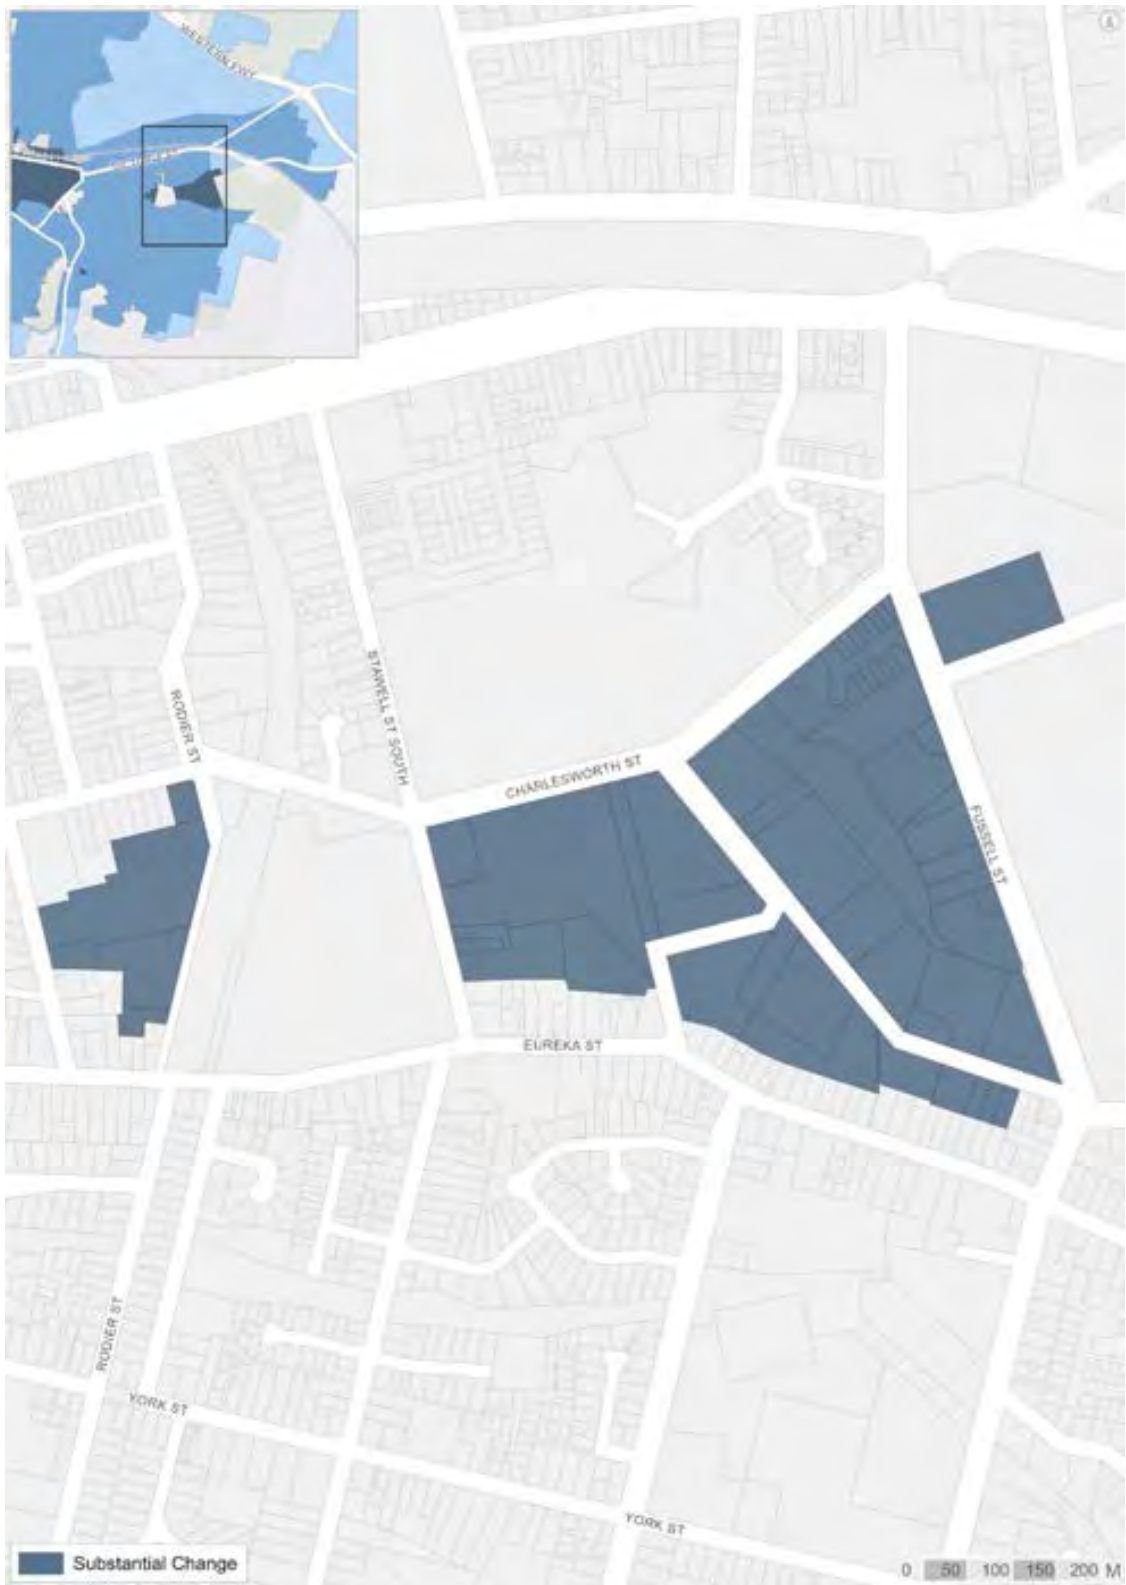 WESTERN FWY
STAWELL ST SOUTH
RODIER ST
CHARLESWORTH ST
FUSSELL ST
EUREKA ST
RODIER ST
YORK ST
YORK ST
Substantial Change
0 50 100 150 200 M